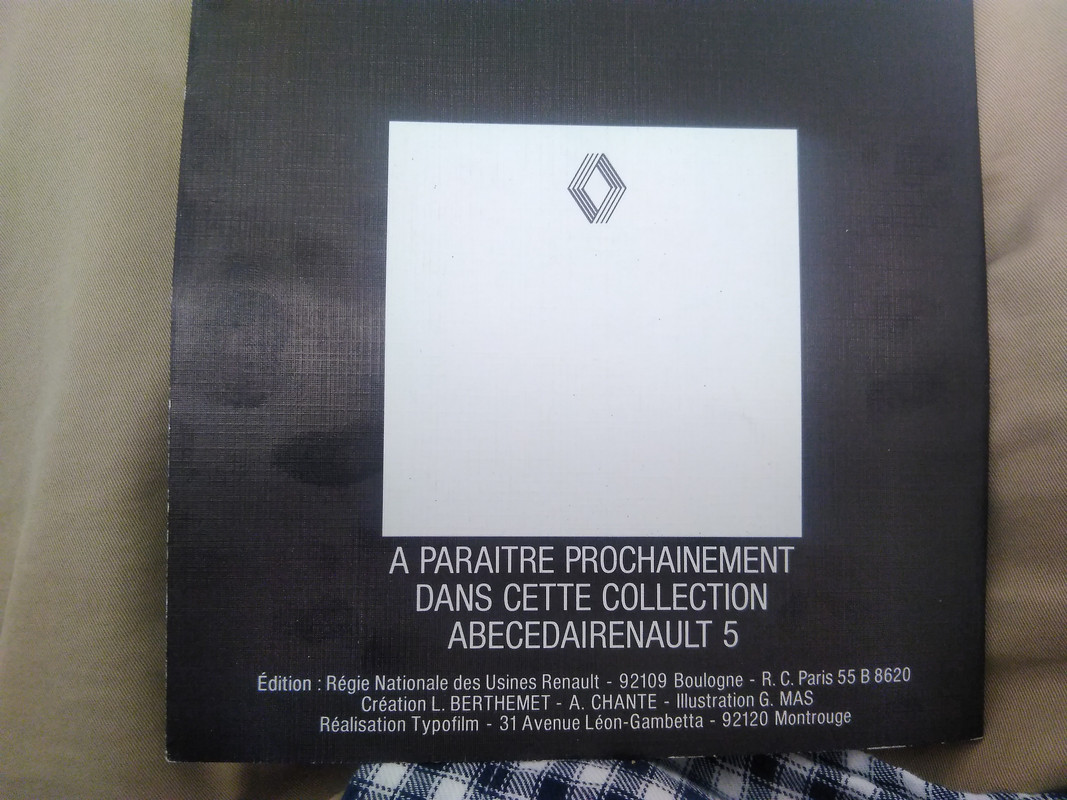 A PARAITRE PROCHAINEMENT
DANS CETTE COLLECTION
ABECEDAIRENAULT 5
Édition : Régie Nationale des Usines Renault - 92109 Boulogne - R. C. Paris 55 B 8620
Création L. BERTHEMET - A. CHANTE - Illustration G. MAS
Réalisation Typofilm - 31 Avenue Léon-Gambetta - 92120 Montrouge